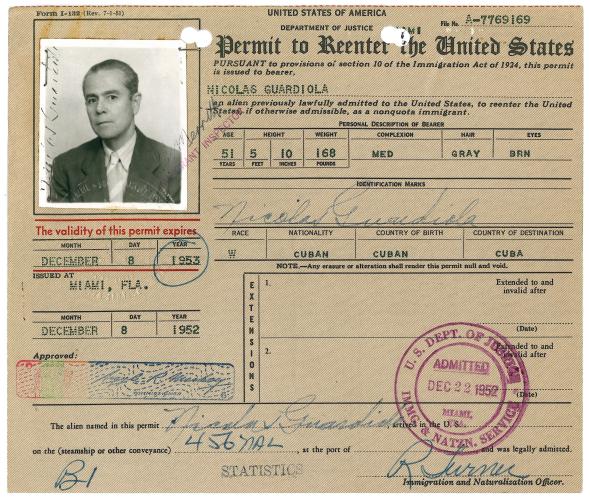 Form I-132 (Rev. 7-1-51)
UNITED STATES OF AMERICA
DEPARTMENT OF JUSTICE
File No. A-7769169
Permit to Reenter the United States
PURSUANT to provisions of section 10 of the Immigration Act of 1924, this permit
is issued to bearer,
NICOLAS GUARDIOLA
an alien previously lawfully admitted to the United States, to reenter the United
States, if otherwise admissible, as a nonquota immigrant.
PERSONAL DESCRIPTION OF BEARER
AGE HEIGHT WEIGHT COMPLEXION HAIR EYES
51 5 10 168 MED GRAY BRN
YEARS FEET INCHES POUNDS
IDENTIFICATION MARKS
Nicolas Guardiola
RACE NATIONALITY COUNTRY OF BIRTH COUNTRY OF DESTINATION
W CUBAN CUBAN CUBA
NOTE.—Any erasure or alteration shall render this permit null and void.
The validity of this permit expires
MONTH DAY YEAR
DECEMBER 8 1953
ISSUED AT
MIAMI, FLA.
MONTH DAY YEAR
DECEMBER 8 1952
Approved:
EXTENSIONS
1.
Extended to and
invalid after
(Date)
2.
Extended to and
invalid after
(Date)
U. S. DEPT. OF JUSTICE
ADMITTED
DEC 22 1952
MIAMI,
IMMG. & NATZN. SERVICE
The alien named in this permit Nicolas Guardiola arrived in the U.S.
on the (steamship or other conveyance) 456 NAL, at the port of and was legally admitted.
B1
STATISTICS
Immigration and Naturalization Officer.